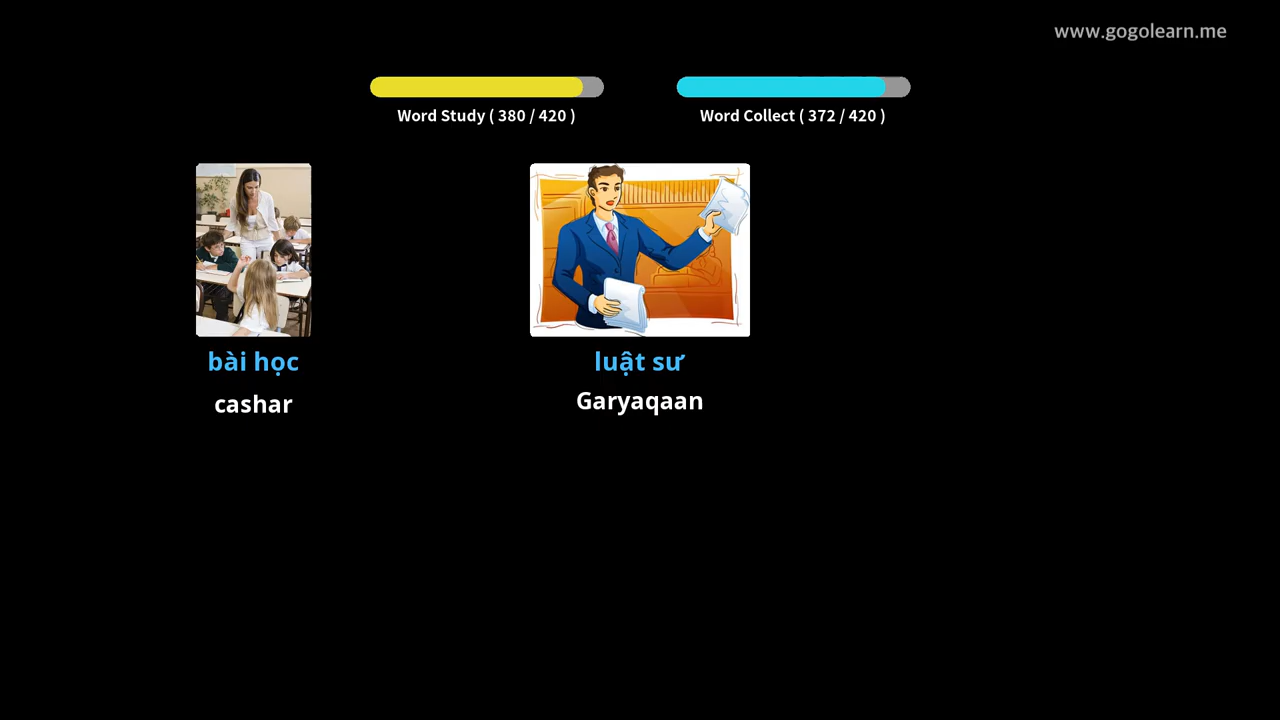 www.gogolearn.me
Word Study ( 380 / 420 )
Word Collect ( 372 / 420 )
bài học
cashar
luật sư
Garyaqaan